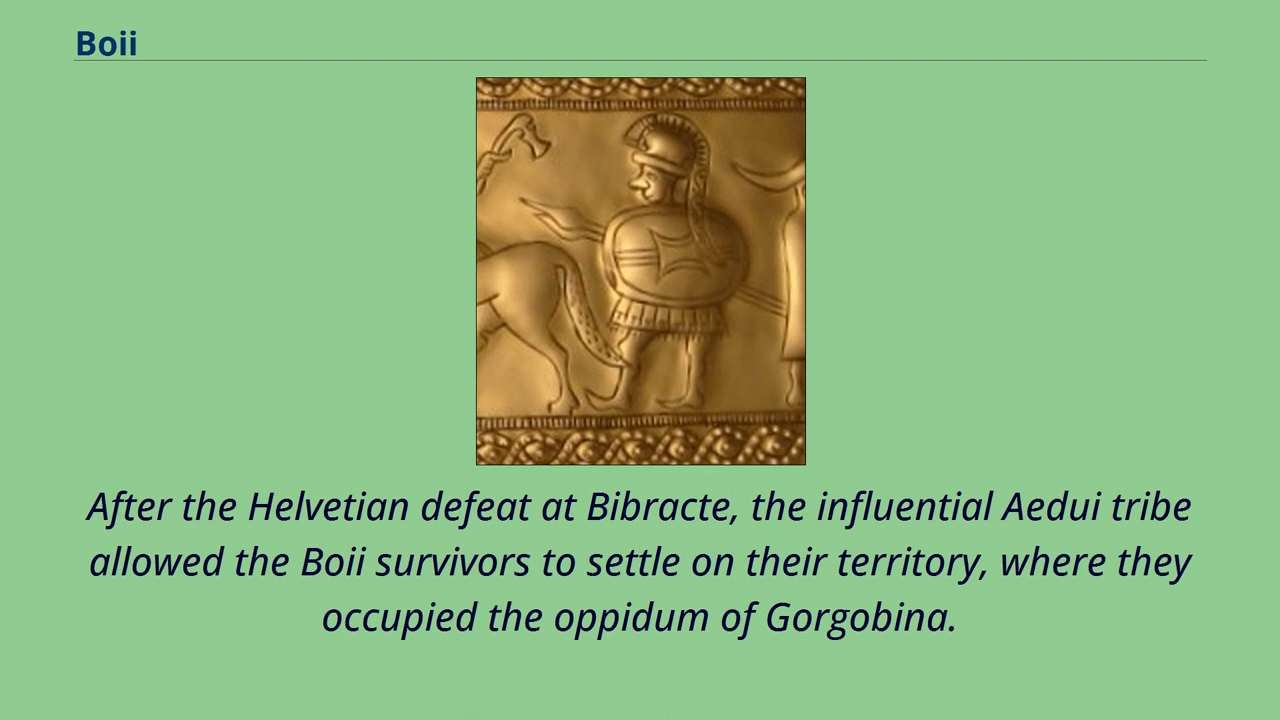 Boii
After the Helvetian defeat at Bibracte, the influential Aedui tribe
allowed the Boii survivors to settle on their territory, where they
occupied the oppidum of Gorgobina.